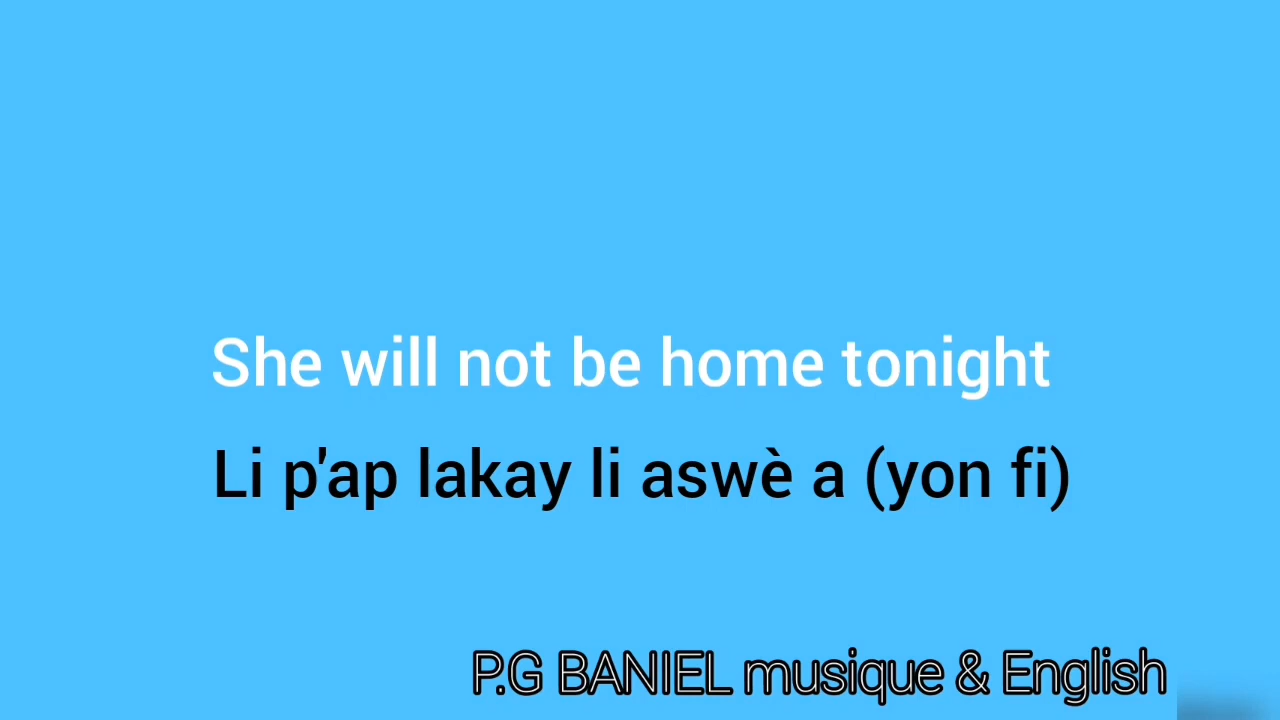 She will not be home tonight
Li p'ap lakay li aswè a (yon fi)
P.G BANIEL musique & English